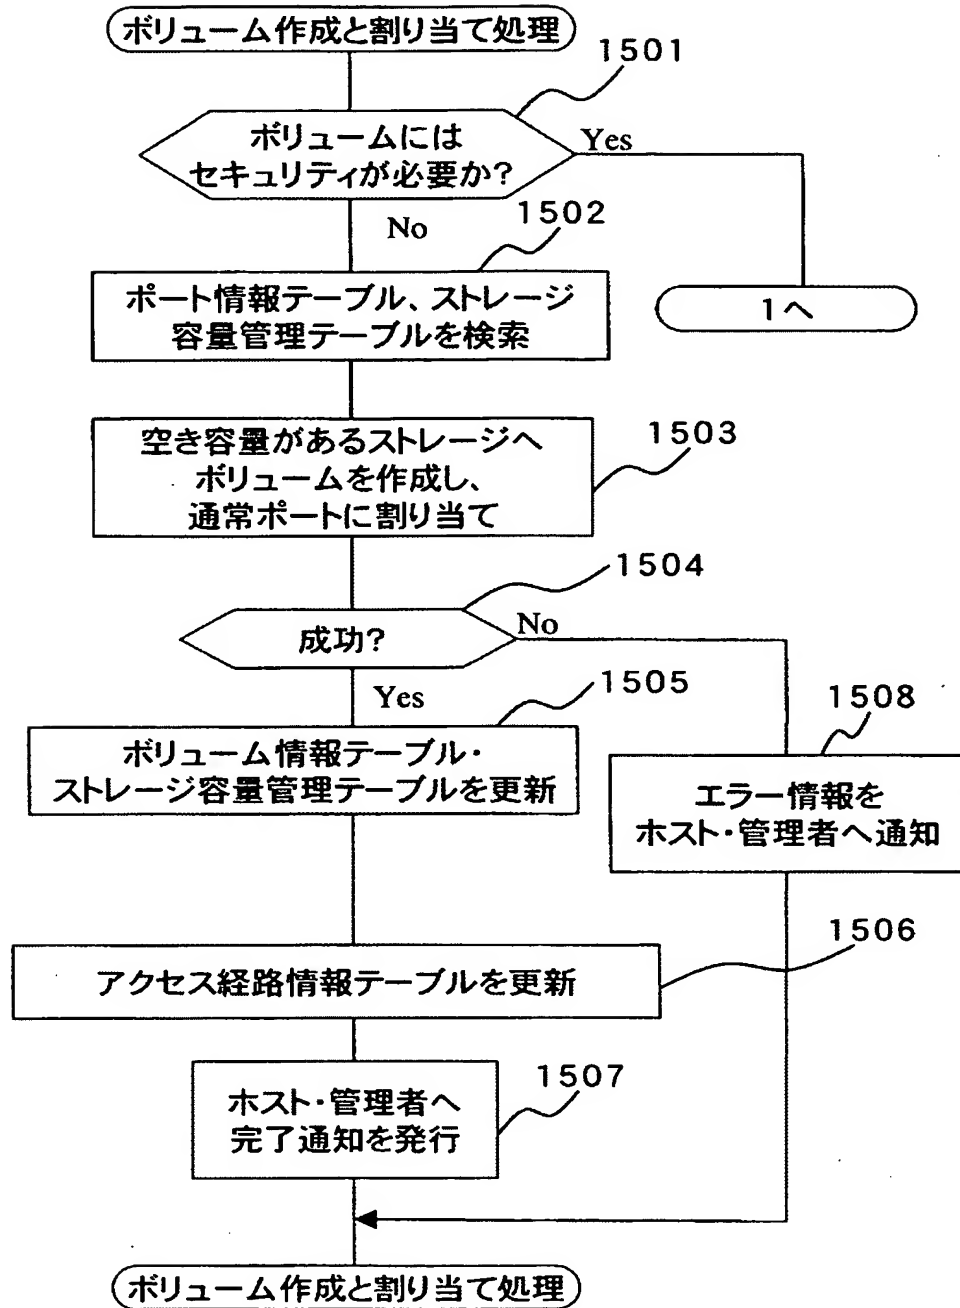 ボリューム作成と割り当て処理
1501
ボリュームには
セキュリティが必要か?
Yes
No
1502
ポート情報テーブル、ストレージ
容量管理テーブルを検索
1へ
空き容量があるストレージへ
ボリュームを作成し、
通常ポートに割り当て
1503
1504
成功?
No
Yes
1505
ボリューム情報テーブル・
ストレージ容量管理テーブルを更新
1508
エラー情報を
ホスト・管理者へ通知
1506
アクセス経路情報テーブルを更新
1507
ホスト・管理者へ
完了通知を発行
ボリューム作成と割り当て処理